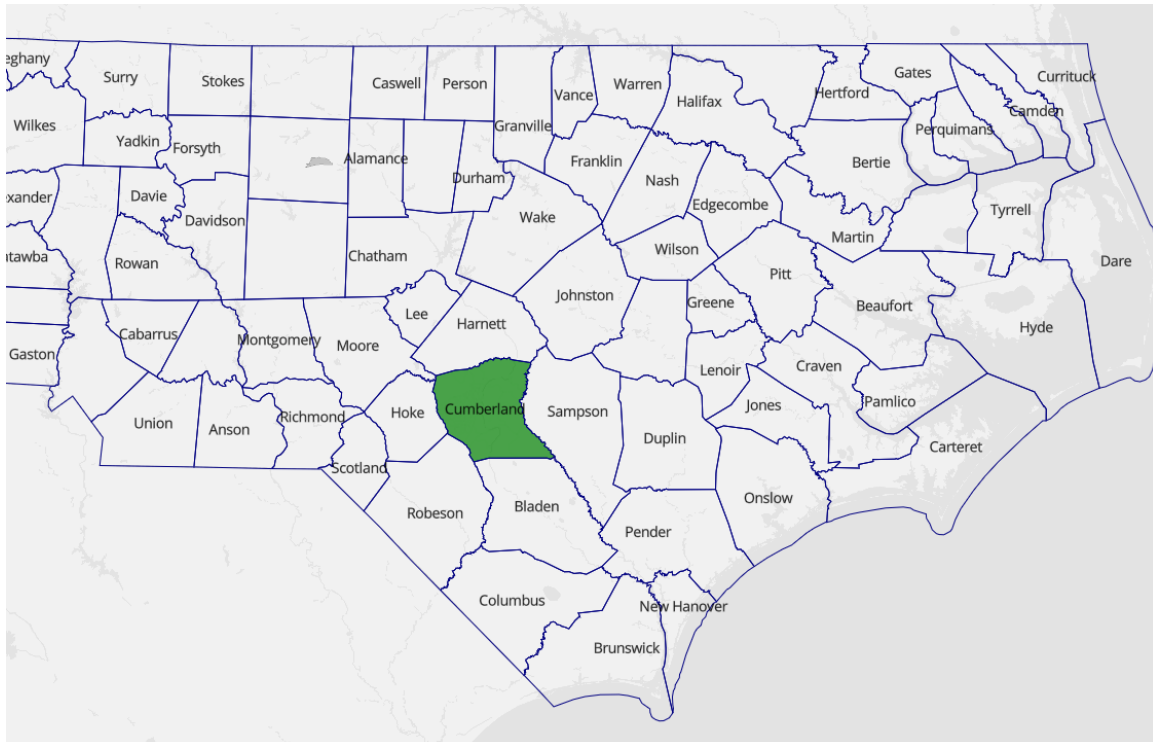 eghany
Surry
Stokes
Caswell
Person
Vance
Warren
Halifax
Hertford
Gates
Currituck
Camden
Wilkes
Yadkin
Forsyth
Alamance
Granville
Durham
Franklin
Perquimans
Bertie
exander
Davie
Davidson
Nash
Edgecombe
Tyrrell
Wake
Martin
Dare
atawba
Rowan
Chatham
Wilson
Pitt
Johnston
Greene
Beaufort
Hyde
Lee
Harnett
Gaston
Cabarrus
Montgomery
Moore
Lenoir
Craven
Pamlico
Union
Anson
Richmond
Hoke
Cumberland
Sampson
Duplin
Jones
Carteret
Scotland
Robeson
Bladen
Onslow
Pender
Columbus
New Hanover
Brunswick